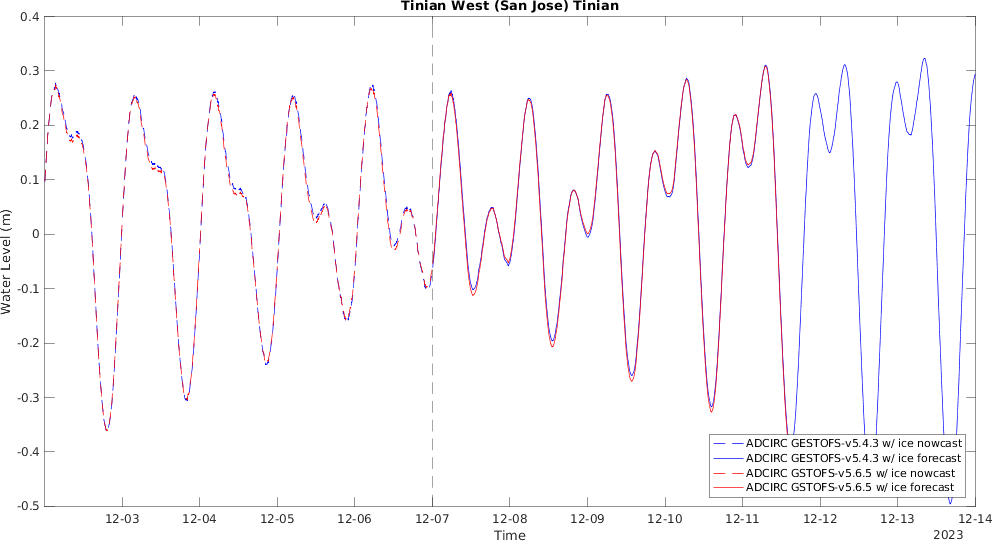 Tinian West (San Jose) Tinian
0.4
0.3
0.2
0.1
0
-0.1
-0.2
-0.3
-0.4
-0.5
Water Level (m)
ADCIRC GESTOFS-v5.4.3 w/ ice nowcast
ADCIRC GESTOFS-v5.4.3 w/ ice forecast
ADCIRC GSTOFS-v5.6.5 w/ ice nowcast
ADCIRC GSTOFS-v5.6.5 w/ ice forecast
12-03 12-04 12-05 12-06 12-07 12-08 12-09 12-10 12-11 12-12 12-13 12-14
Time
2023